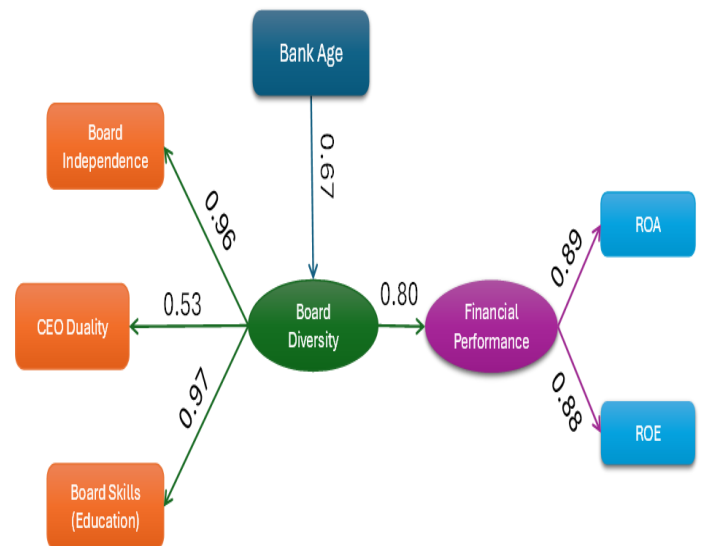 Bank Age
Board
Independence
0.67
0.96
ROA
0.89
CEO Duality
0.53
Board
Diversity
0.80
Financial
Performance
0.97
0.88
ROE
Board Skills
(Education)